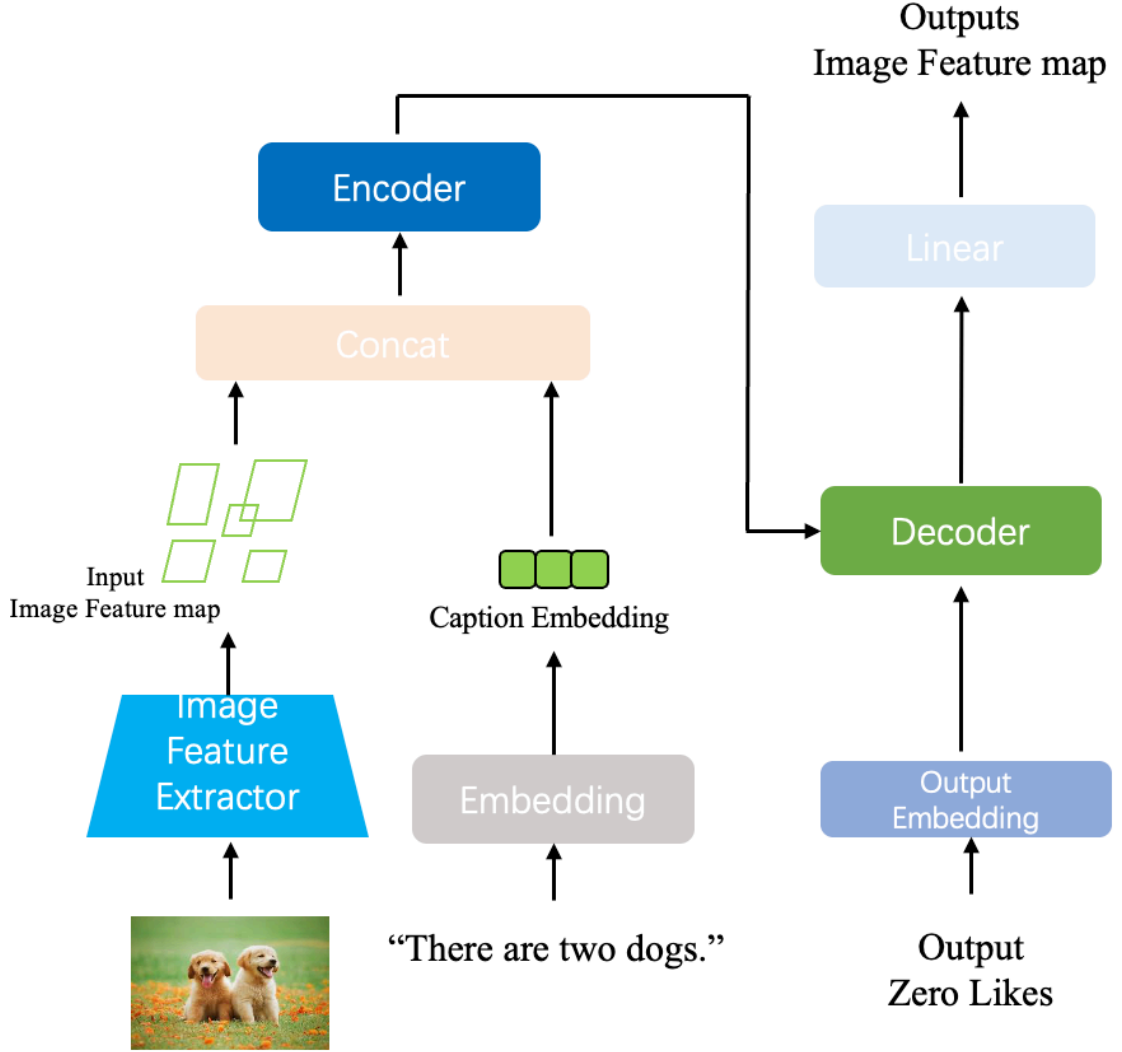 Outputs
Image Feature map
Encoder
Linear
Concat
Decoder
Input
Image Feature map
Caption Embedding
Image
Feature
Extractor
Embedding
Output
Embedding
“There are two dogs.”
Output
Zero Likes